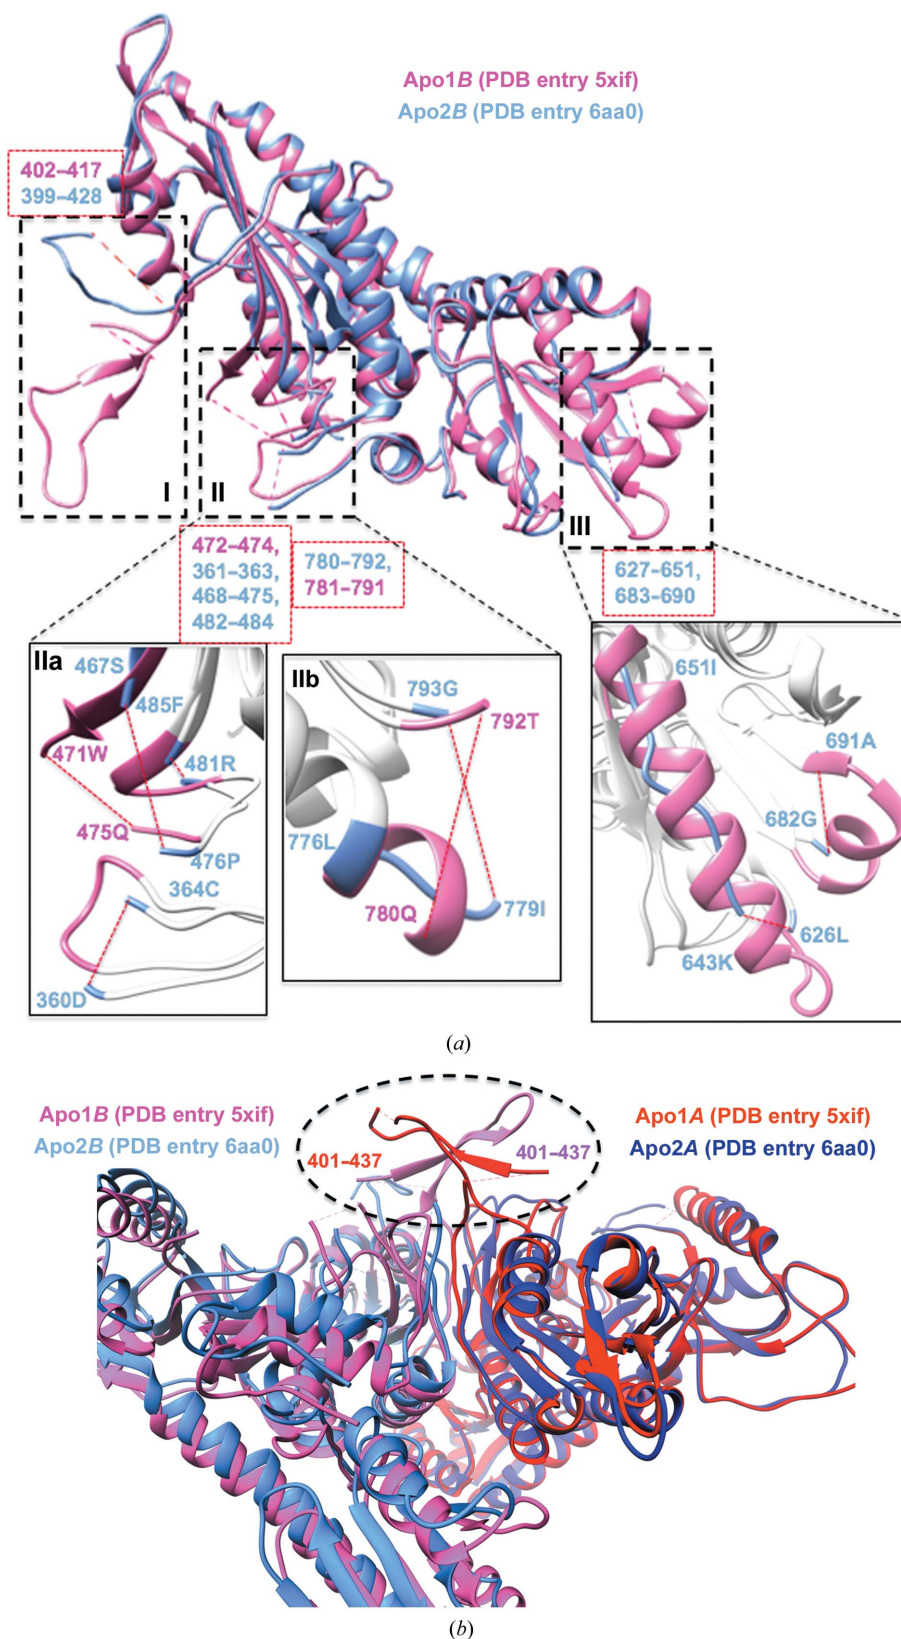 Apo1B (PDB entry 5xif)
Apo2B (PDB entry 6aa0)
402–417
399–428
I
II
III
472–474,
361–363,
468–475,
482–484
780–792,
781–791
627–651,
683–690
IIa
467S
485F
471W
481R
475Q
476P
364C
360D
IIb
793G
792T
776L
780Q
779I
651I
691A
682G
626L
643K
(a)
Apo1B (PDB entry 5xif)
Apo2B (PDB entry 6aa0)
Apo1A (PDB entry 5xif)
Apo2A (PDB entry 6aa0)
401–437
401–437
(b)